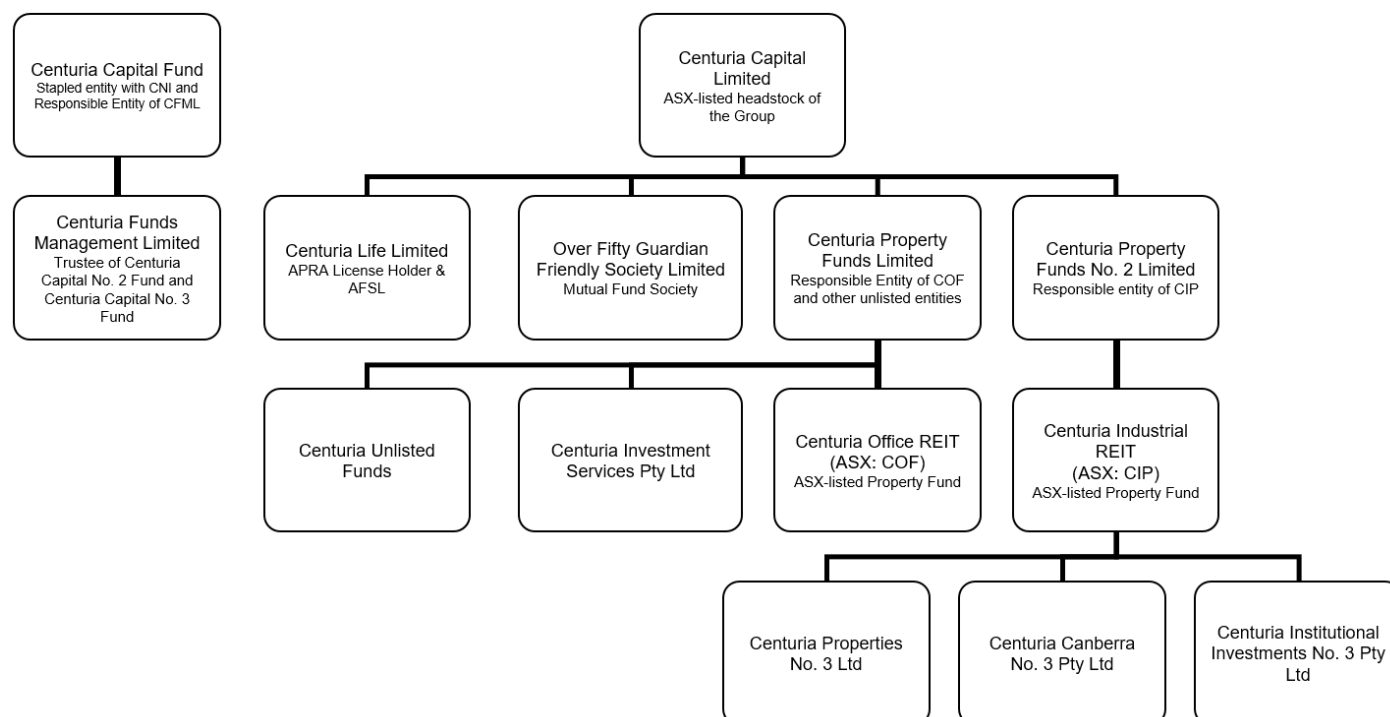 Centuria Capital Fund
Stapled entity with CNI and
Responsible Entity of CFML
Centuria Capital
Limited
ASX-listed headstock of
the Group
Centuria Funds
Management Limited
Trustee of Centuria
Capital No. 2 Fund and
Centuria Capital No. 3
Fund
Centuria Life Limited
APRA License Holder &
AFSL
Over Fifty Guardian
Friendly Society Limited
Mutual Fund Society
Centuria Property
Funds Limited
Responsible Entity of COF
and other unlisted entities
Centuria Property
Funds No. 2 Limited
Responsible entity of CIP
Centuria Unlisted
Funds
Centuria Investment
Services Pty Ltd
Centuria Office REIT
(ASX: COF)
ASX-listed Property Fund
Centuria Industrial
REIT
(ASX: CIP)
ASX-listed Property Fund
Centuria Properties
No. 3 Ltd
Centuria Canberra
No. 3 Pty Ltd
Centuria Institutional
Investments No. 3 Pty
Ltd